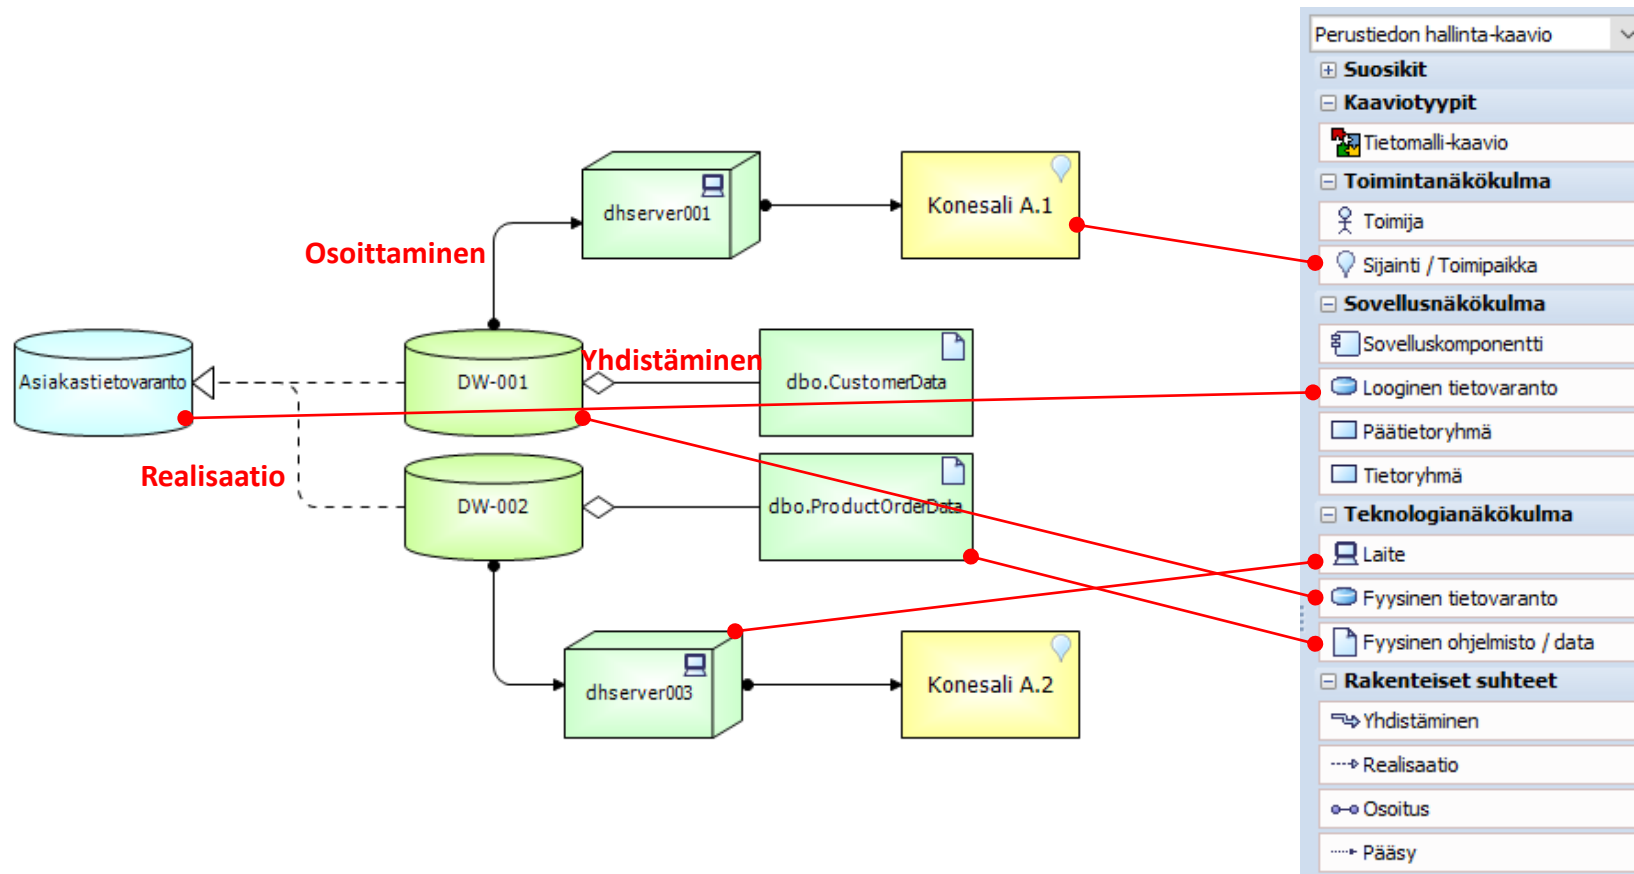 Osoittaminen
dhserver001
Konesali A.1
Asiakastietovaranto
DW-001
Yhdistäminen
dbo.CustomerData
Realisaatio
DW-002
dbo.ProductOrderData
dhserver003
Konesali A.2
Perustiedon hallinta-kaavio
Suosikit
Kaaviotyypit
Tietomalli-kaavio
Toimintanäkökulma
Toimija
Sijainti / Toimipaikka
Sovellusnäkökulma
Sovelluskomponentti
Looginen tietovaranto
Päätietoryhmä
Tietoryhmä
Teknologianäkökulma
Laite
Fyysinen tietovaranto
Fyysinen ohjelmisto / data
Rakenteiset suhteet
Yhdistäminen
Realisaatio
Osoitus
Pääsy